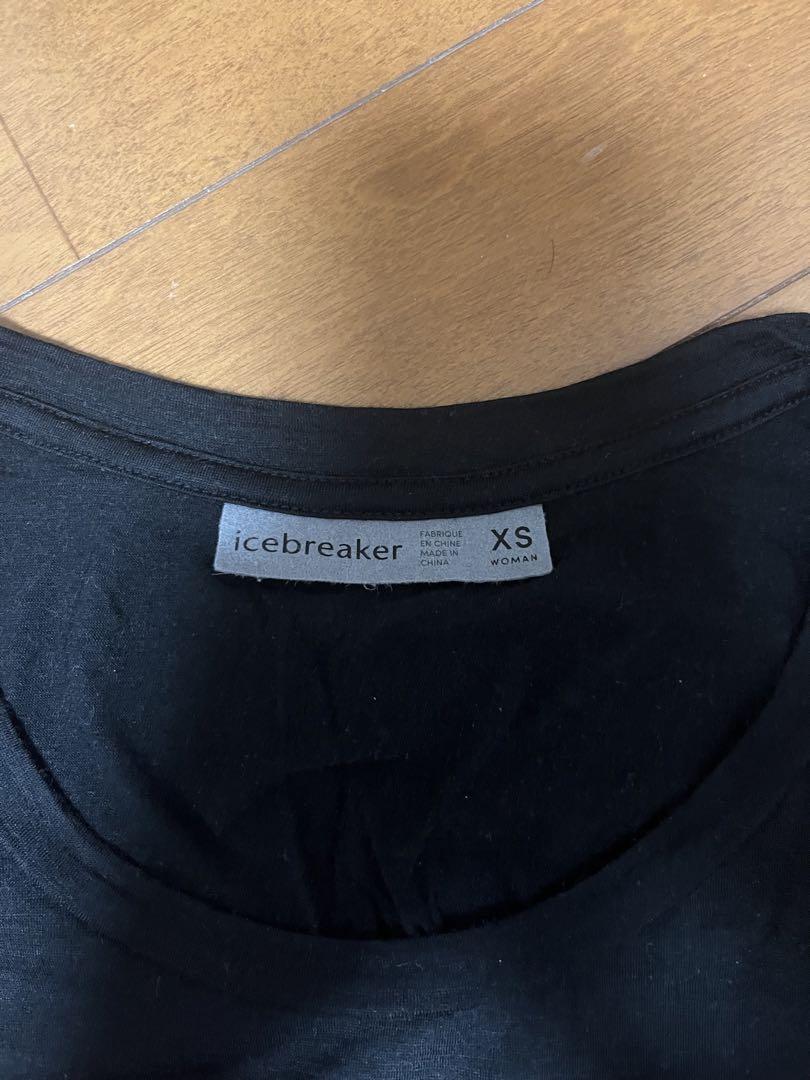 icebreaker
FABRIQUE
EN CHINE
MADE IN
CHINA
XS
WOMAN